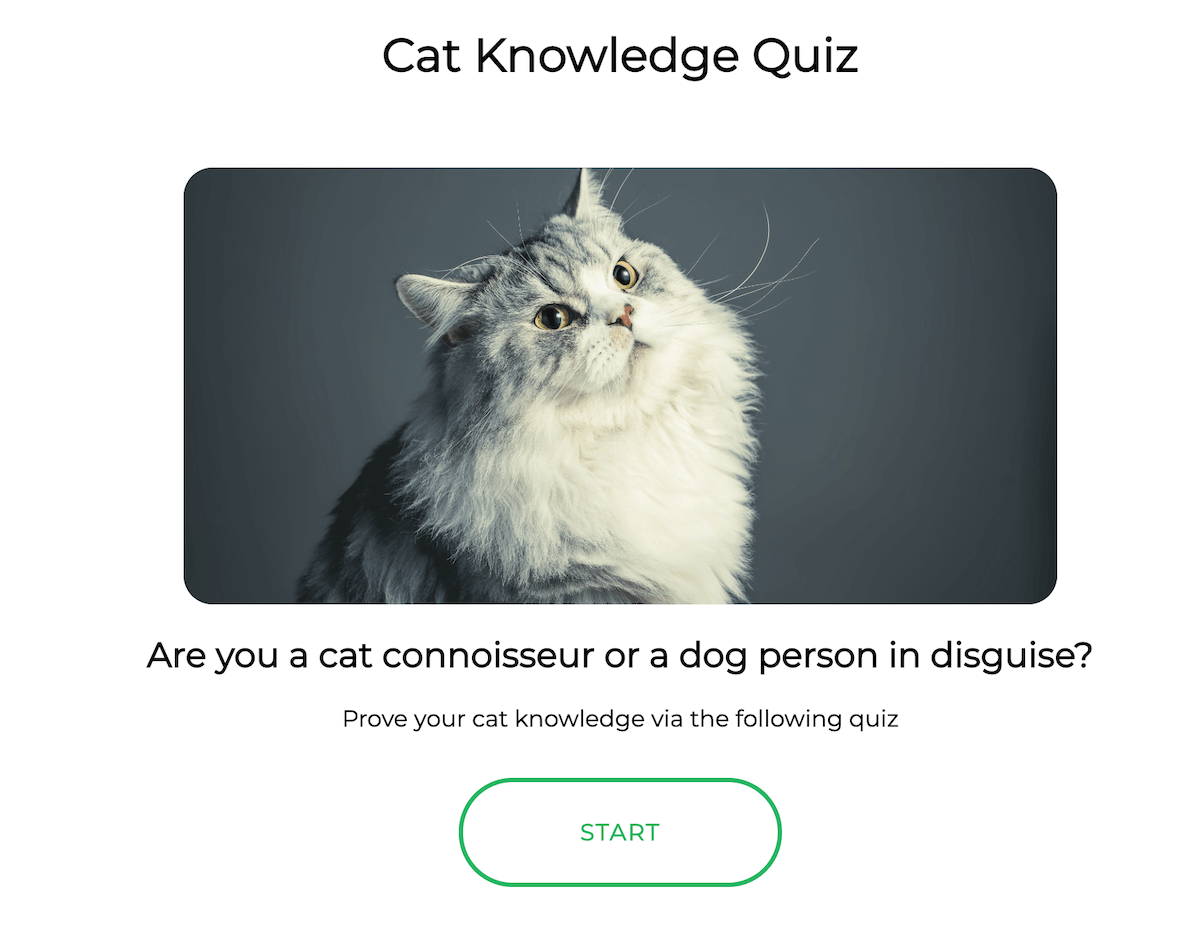 Cat Knowledge Quiz
Are you a cat connoisseur or a dog person in disguise?
Prove your cat knowledge via the following quiz
START